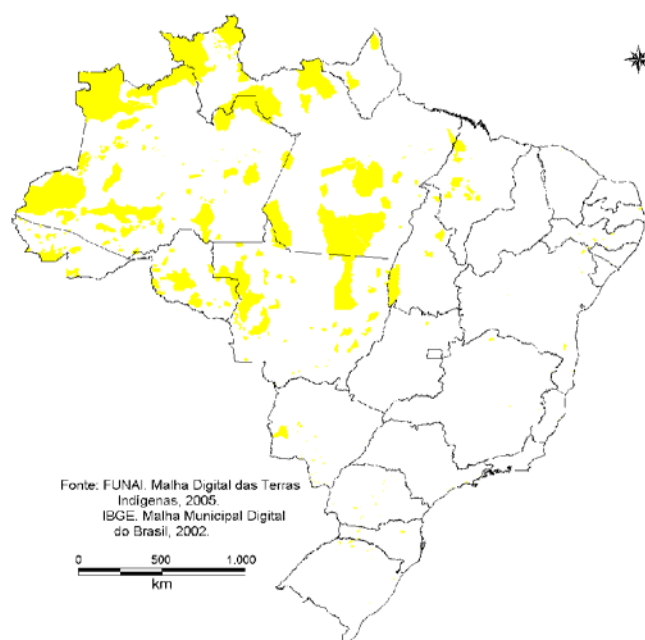 Fonte: FUNAI. Malha Digital das Terras
Indígenas, 2005.
IBGE. Malha Municipal Digital
do Brasil, 2002.
0 500 1.000
km